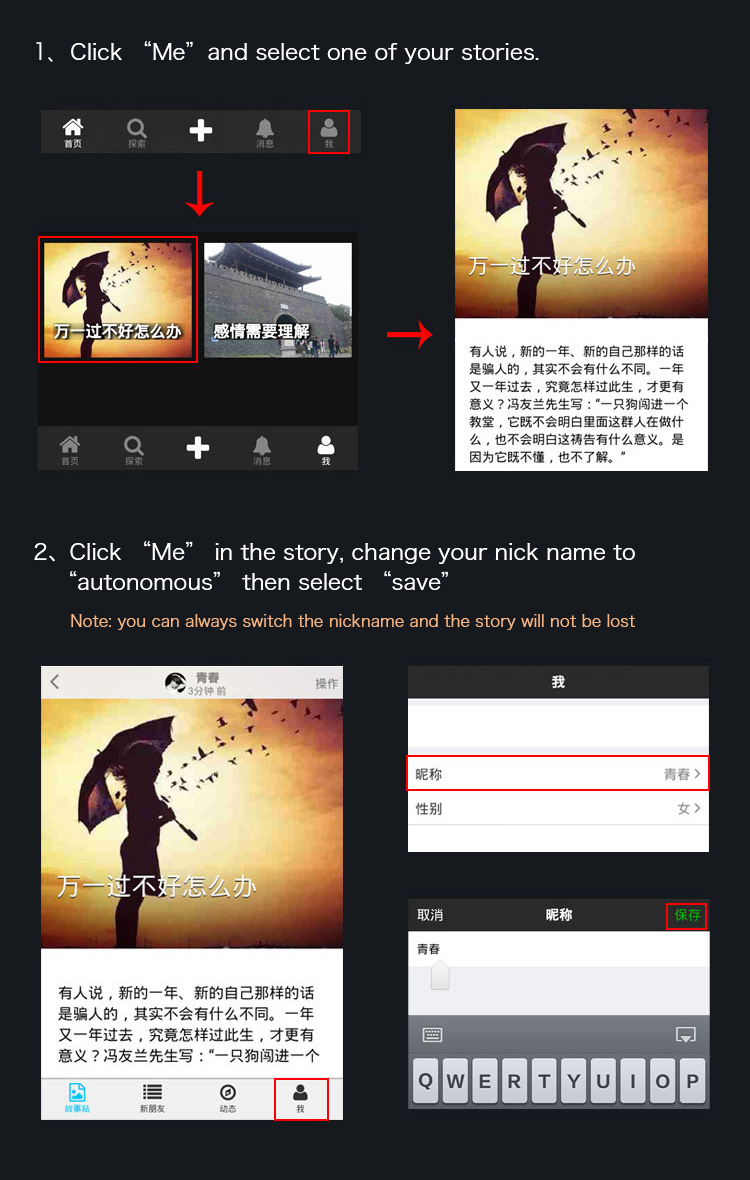 1、Click “Me” and select one of your stories.
首页
探索
消息
我
万一过不好怎么办
感情需要理解
首页
探索
消息
我
万一过不好怎么办
有人说，新的一年、新的自己那样的话
是骗人的，其实不会有什么不同。一年
又一年过去，究竟怎样过此生，才更有
意义？冯友兰先生写：“一只狗闯进一个
教堂，它既不会明白里面这群人在做什
么，也不会明白这祷告有什么意义。是
因为它既不懂，也不了解。”
2、Click “Me” in the story, change your nick name to
“autonomous” then select “save”
Note: you can always switch the nickname and the story will not be lost
青春
3分钟 前
操作
万一过不好怎么办
有人说，新的一年、新的自己那样的话
是骗人的，其实不会有什么不同。一年
又一年过去，究竟怎样过此生，才更有
意义？冯友兰先生写：“一只狗闯进一个
故事贴
新朋友
动态
我
我
昵称 青春
性别 女
取消 昵称 保存
青春
Q W E R T Y U I O P